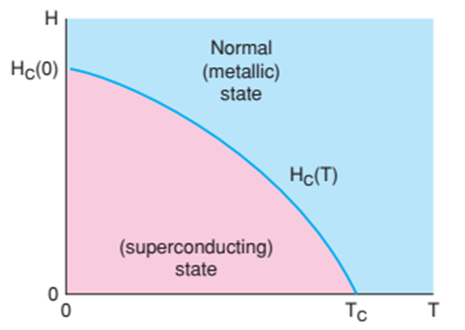 H
Hc(0)
Normal
(metallic)
state
Hc(T)
(superconducting)
state
0
0
Tc
T